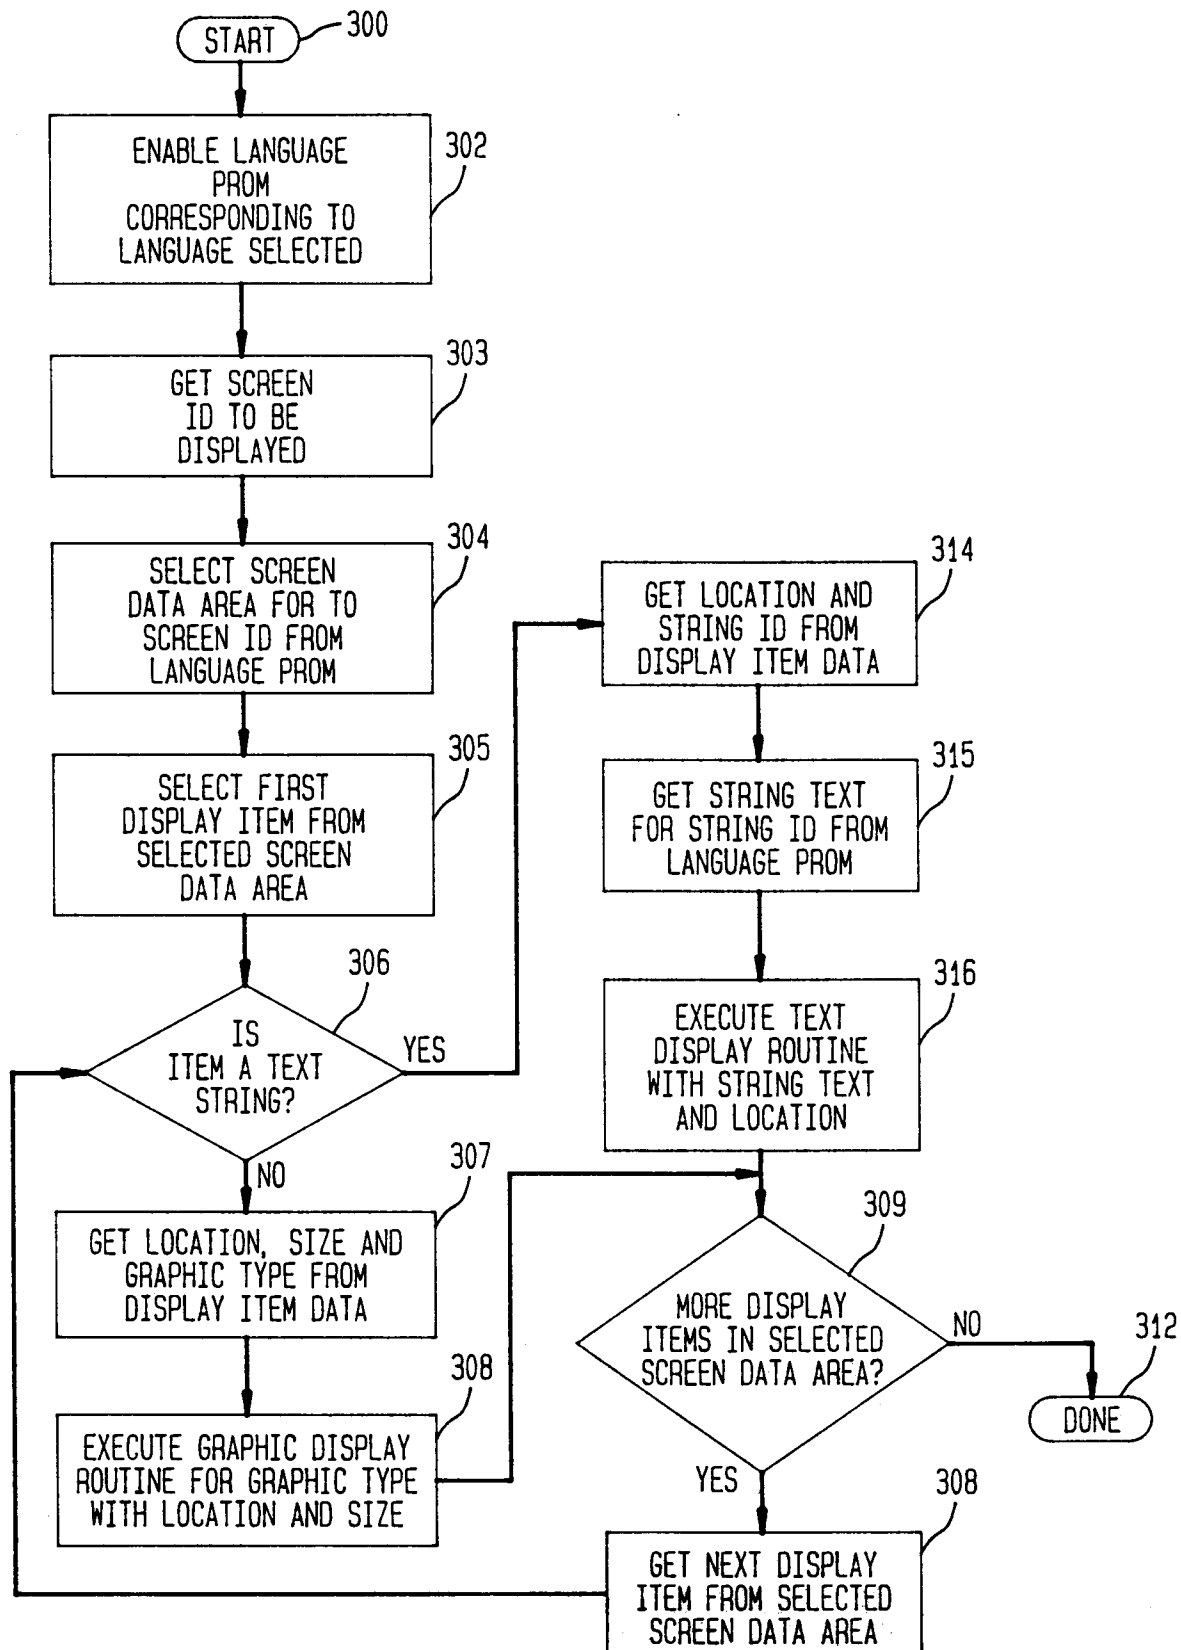 START
300
ENABLE LANGUAGE
PROM
CORRESPONDING TO
LANGUAGE SELECTED
302
GET SCREEN
ID TO BE
DISPLAYED
303
SELECT SCREEN
DATA AREA FOR TO
SCREEN ID FROM
LANGUAGE PROM
304
SELECT FIRST
DISPLAY ITEM FROM
SELECTED SCREEN
DATA AREA
305
IS
ITEM A TEXT
STRING?
306
YES
NO
GET LOCATION, SIZE AND
GRAPHIC TYPE FROM
DISPLAY ITEM DATA
307
EXECUTE GRAPHIC DISPLAY
ROUTINE FOR GRAPHIC TYPE
WITH LOCATION AND SIZE
308
GET LOCATION AND
STRING ID FROM
DISPLAY ITEM DATA
314
GET STRING TEXT
FOR STRING ID FROM
LANGUAGE PROM
315
EXECUTE TEXT
DISPLAY ROUTINE
WITH STRING TEXT
AND LOCATION
316
MORE DISPLAY
ITEMS IN SELECTED
SCREEN DATA AREA?
309
NO
DONE
312
YES
GET NEXT DISPLAY
ITEM FROM SELECTED
SCREEN DATA AREA
308